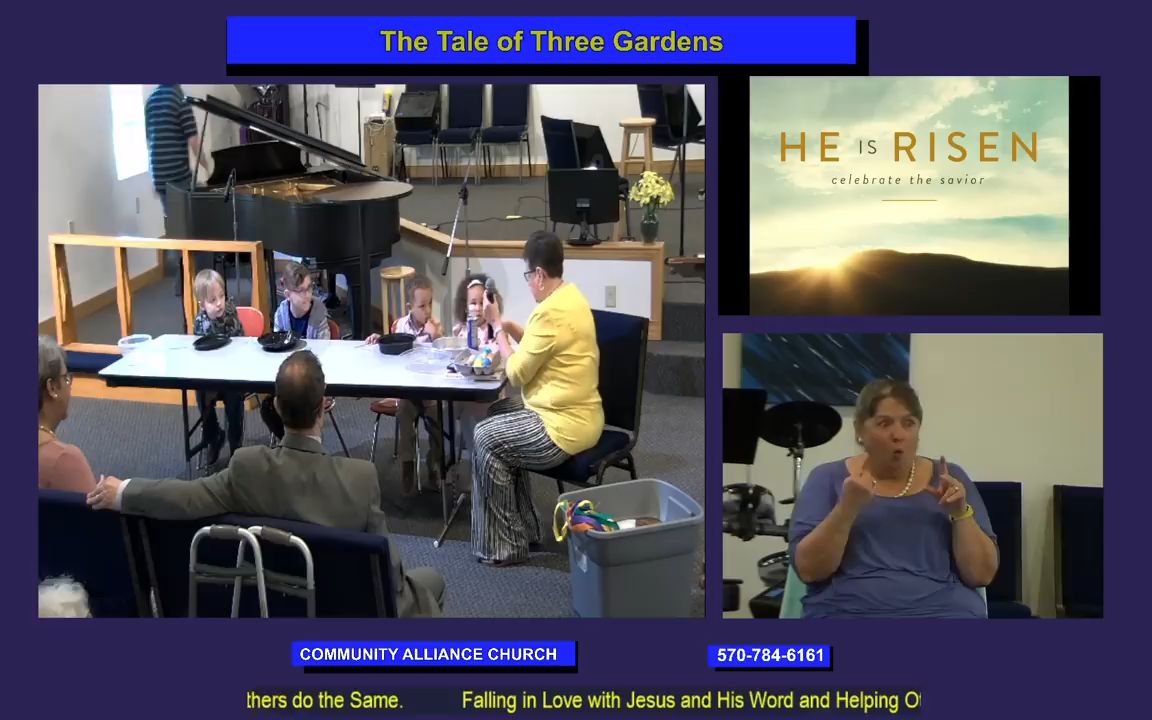 The Tale of Three Gardens
HE IS RISEN
celebrate the savior
COMMUNITY ALLIANCE CHURCH
570-784-6161
thers do the Same. Falling in Love with Jesus and His Word and Helping Ot